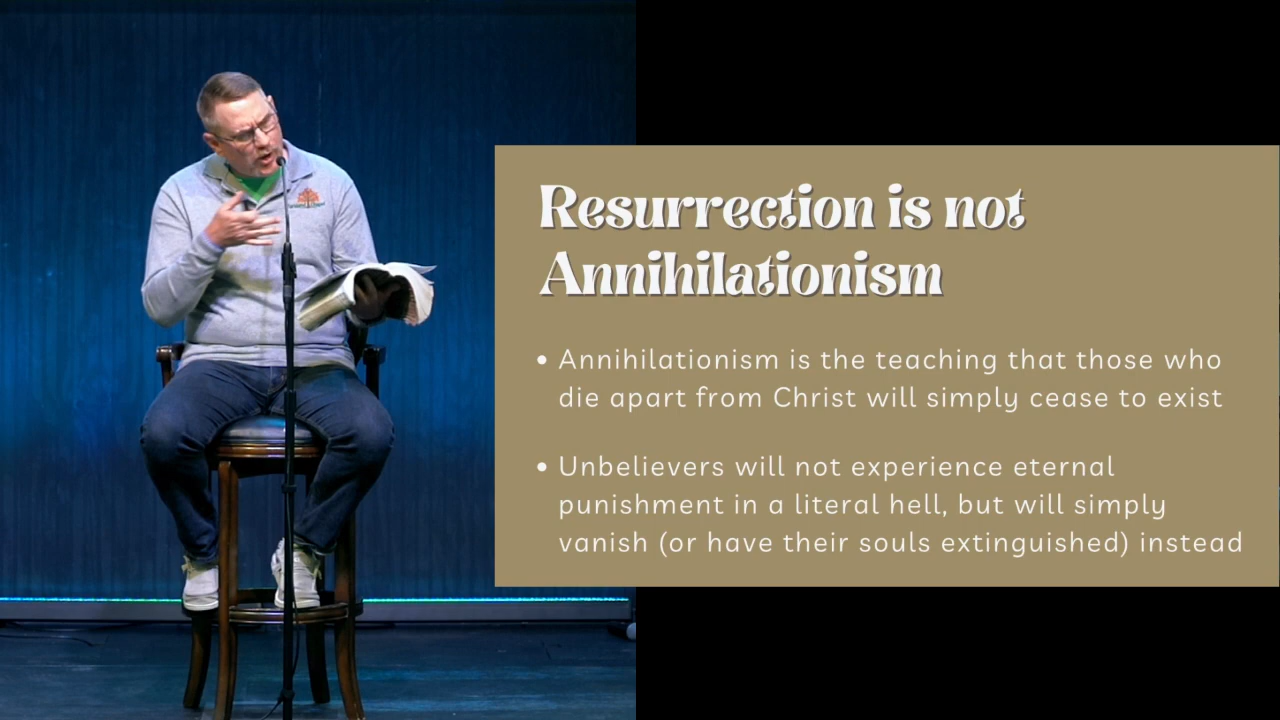 Resurrection is not
Annihilationism
• Annihilationism is the teaching that those who
die apart from Christ will simply cease to exist
• Unbelievers will not experience eternal
punishment in a literal hell, but will simply
vanish (or have their souls extinguished) instead